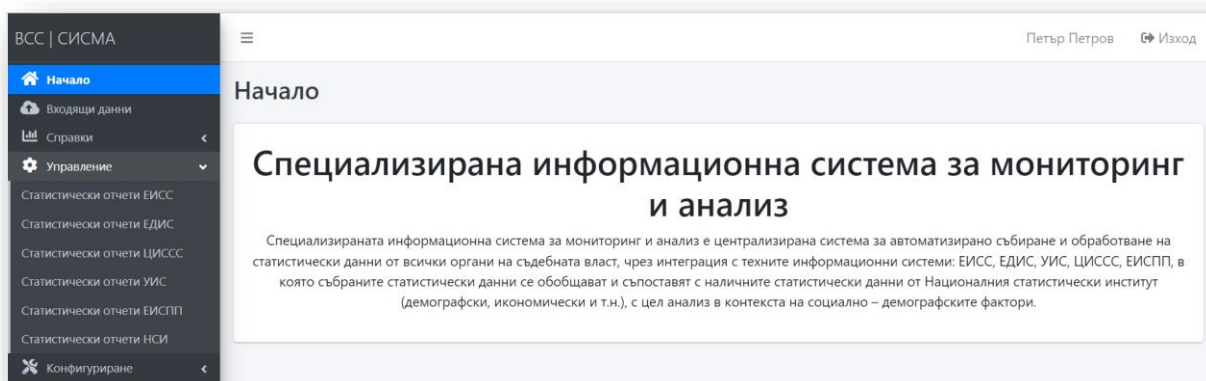 ВСС | СИСМА
Петър Петров
Изход
Начало
Входящи данни
Справки
Управление
Статистически отчети ЕИСС
Статистически отчети ЕДИС
Статистически отчети ЦИССС
Статистически отчети УИС
Статистически отчети ЕИСПП
Статистически отчети НСИ
Конфигуриране
Начало
Специализирана информационна система за мониторинг
и анализ
Специализираната информационна система за мониторинг и анализ е централизирана система за автоматизирано събиране и обработване на
статистически данни от всички органи на съдебната власт, чрез интеграция с техните информационни системи: ЕИСС, ЕДИС, УИС, ЦИССС, ЕИСПП, в
която събраните статистически данни се обобщават и съпоставят с наличните статистически данни от Националния статистически институт
(демографски, икономически и т.н.), с цел анализ в контекста на социално – демографските фактори.